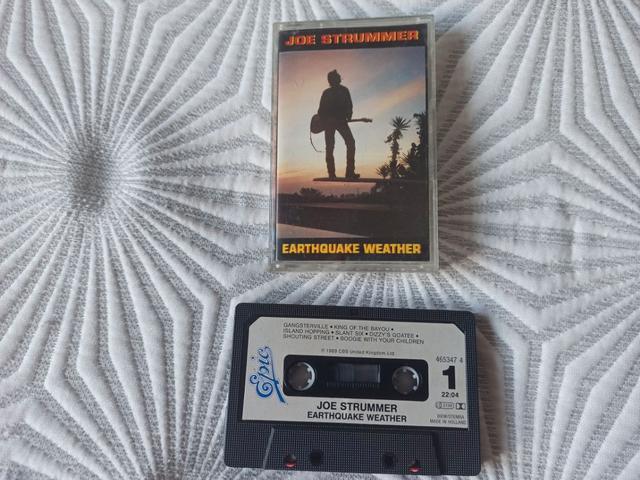 JOE STRUMMER
EARTHQUAKE WEATHER
GANGSTERVILLE • KING OF THE BAYOU •
ISLAND HOPPING • SLANT SIX • DIZZY'S GOATEE •
SHOUTING STREET • BOOGIE WITH YOUR CHILDREN
℗ 1989 CBS United Kingdom Ltd.
465347 4
Epic
1
22:04
BIEM/STEMRA
MADE IN HOLLAND
JOE STRUMMER
EARTHQUAKE WEATHER